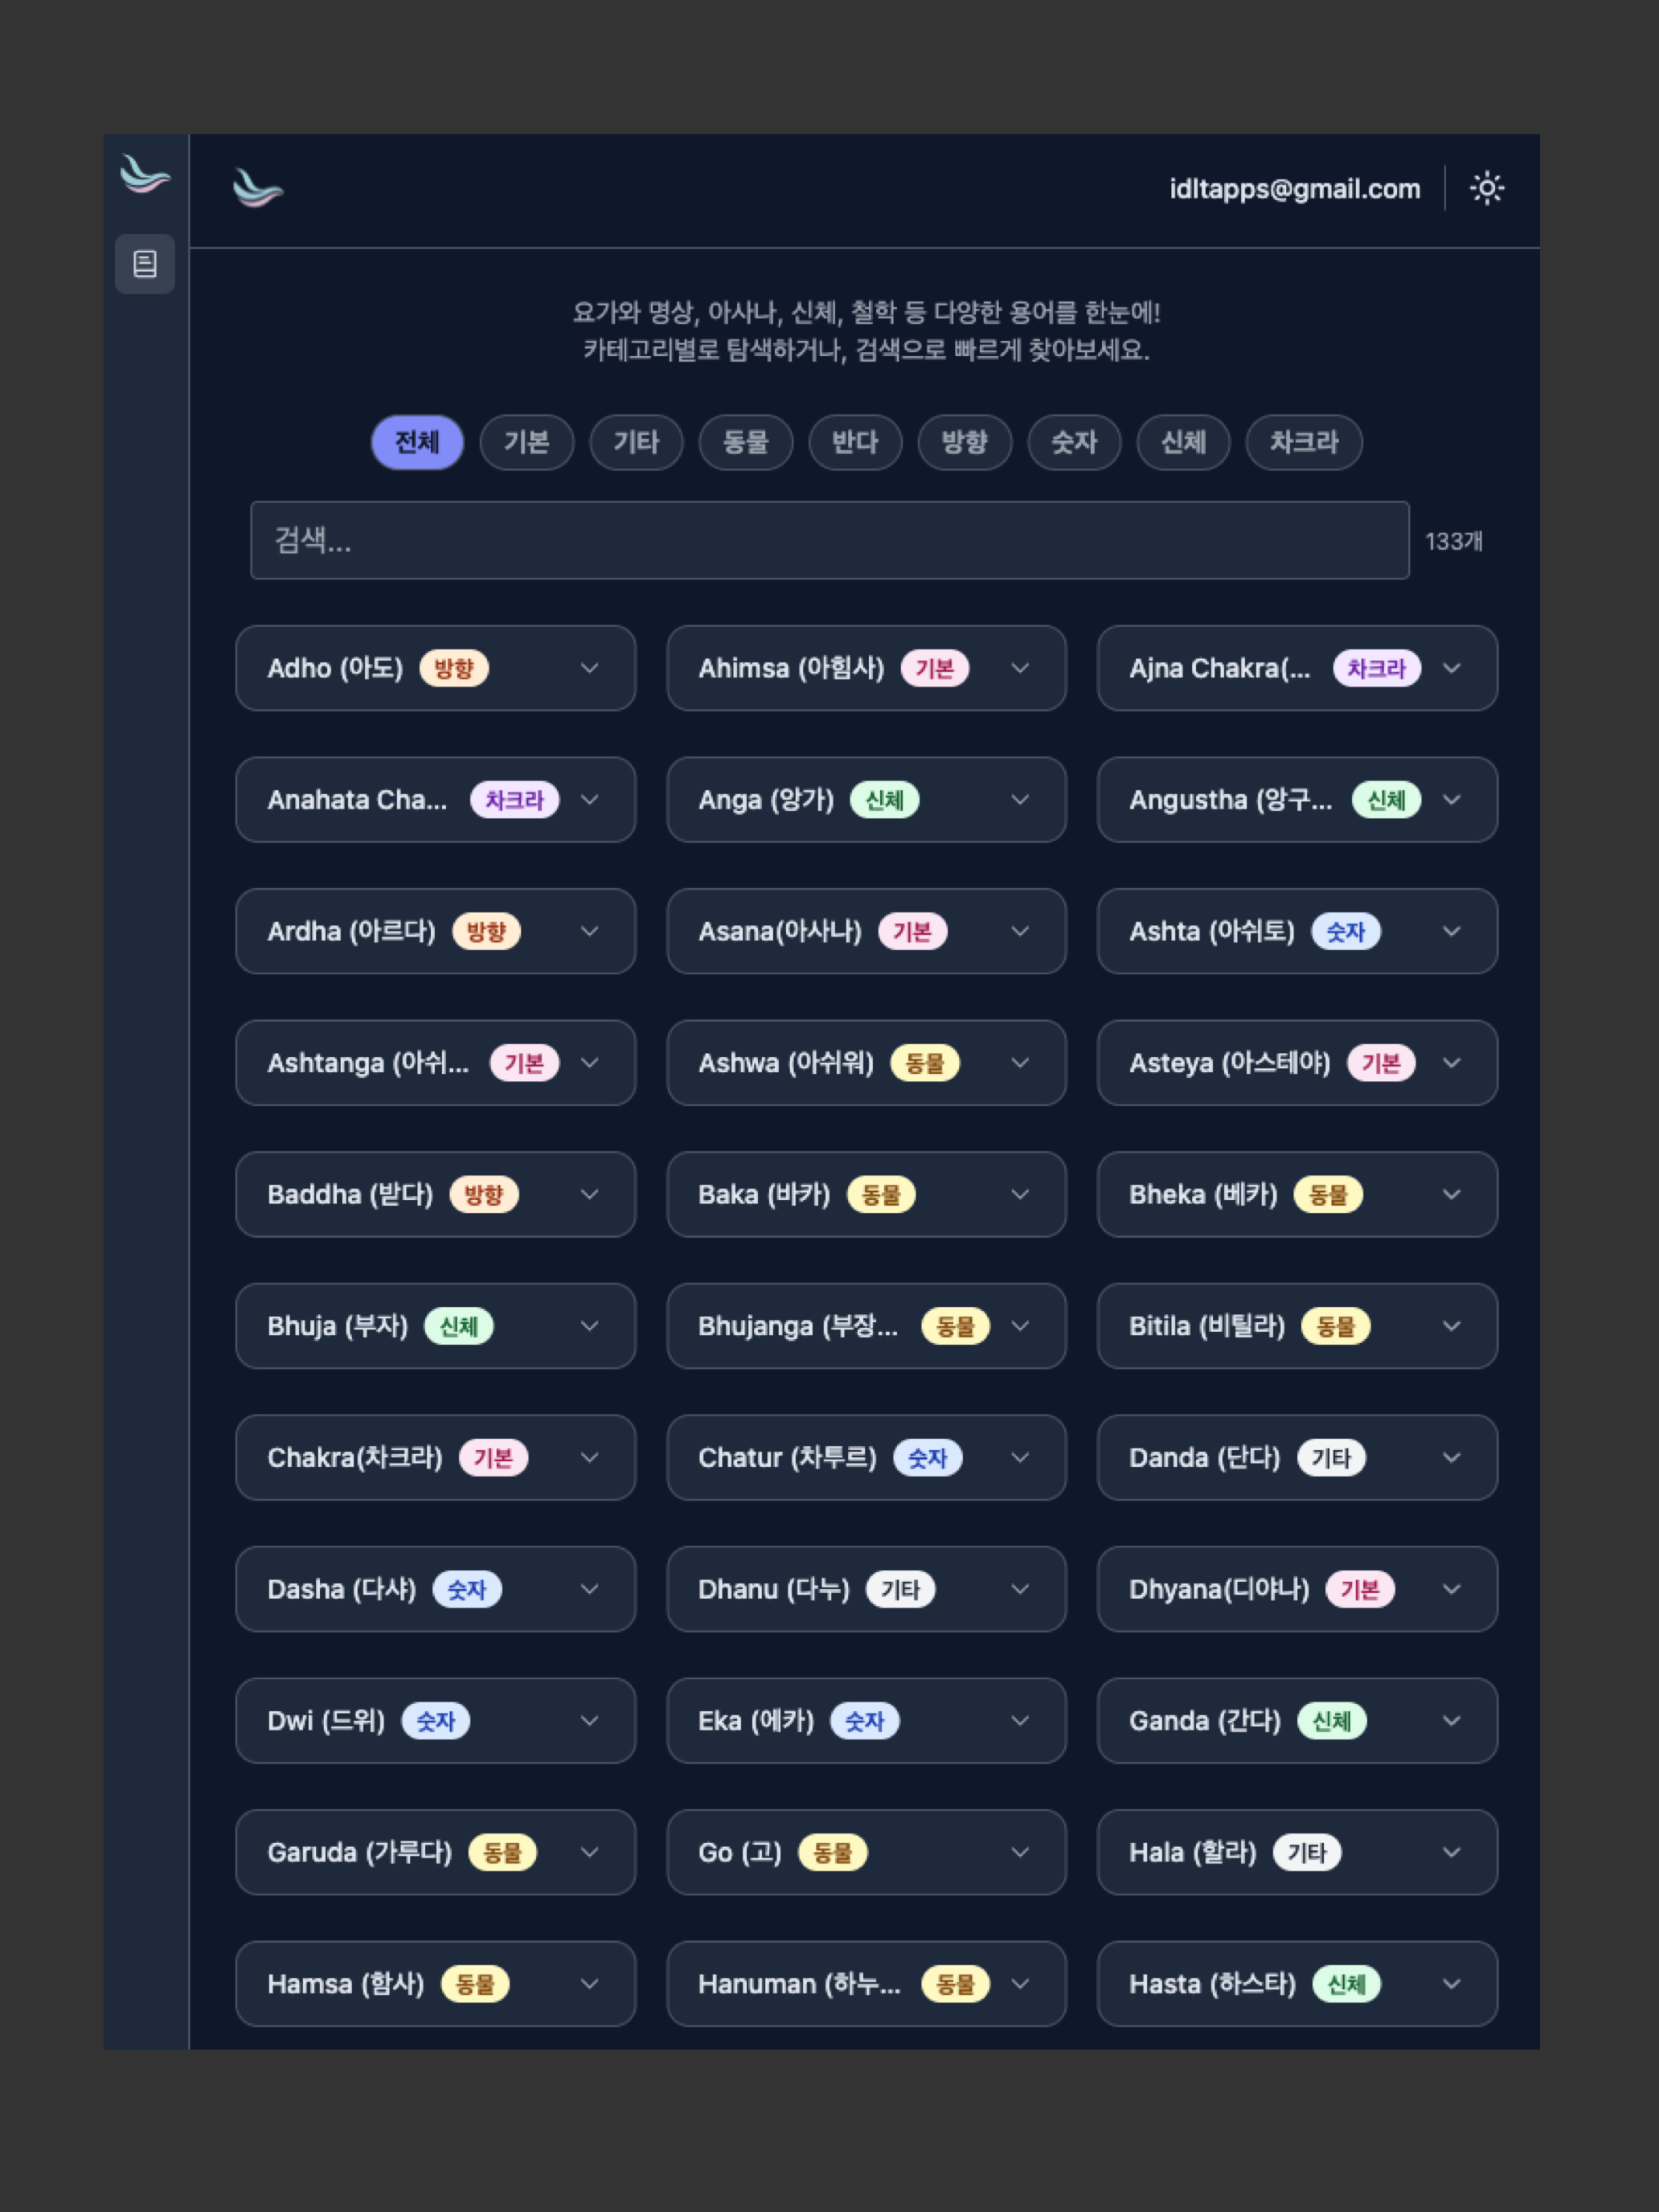 idltapps@gmail.com
요가와 명상, 아사나, 신체, 철학 등 다양한 용어를 한눈에!
카테고리별로 탐색하거나, 검색으로 빠르게 찾아보세요.
전체 기본 기타 동물 반다 방향 숫자 신체 차크라
검색... 133개
Adho (아도) 방향 Ahimsa (아힘사) 기본 Ajna Chakra(... 차크라
Anahata Cha... 차크라 Anga (앙가) 신체 Angustha (앙구... 신체
Ardha (아르다) 방향 Asana(아사나) 기본 Ashta (아쉬토) 숫자
Ashtanga (아쉬... 기본 Ashwa (아쉬워) 동물 Asteya (아스테야) 기본
Baddha (받다) 방향 Baka (바카) 동물 Bheka (베카) 동물
Bhuja (부자) 신체 Bhujanga (부장... 동물 Bitila (비틸라) 동물
Chakra(차크라) 기본 Chatur (차투르) 숫자 Danda (단다) 기타
Dasha (다샤) 숫자 Dhanu (다누) 기타 Dhyana(디야나) 기본
Dwi (드위) 숫자 Eka (에카) 숫자 Ganda (간다) 신체
Garuda (가루다) 동물 Go (고) 동물 Hala (할라) 기타
Hamsa (함사) 동물 Hanuman (하누... 동물 Hasta (하스타) 신체